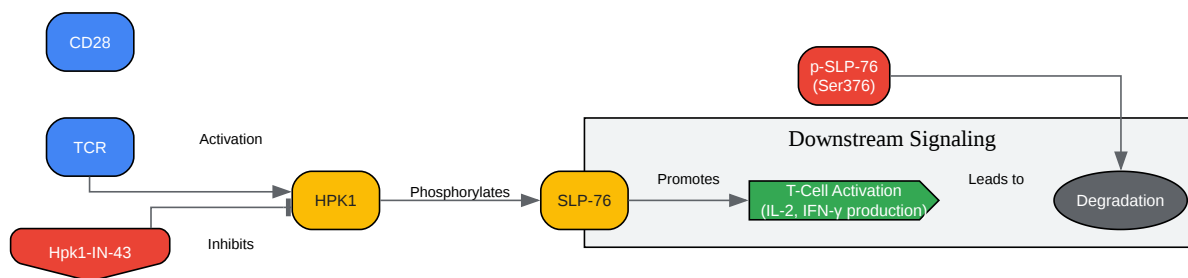 CD28
p-SLP-76
(Ser376)
TCR
Activation
Downstream Signaling
HPK1
Phosphorylates
SLP-76
Promotes
T-Cell Activation
(IL-2, IFN-γ production)
Leads to
Degradation
Hpk1-IN-43
Inhibits